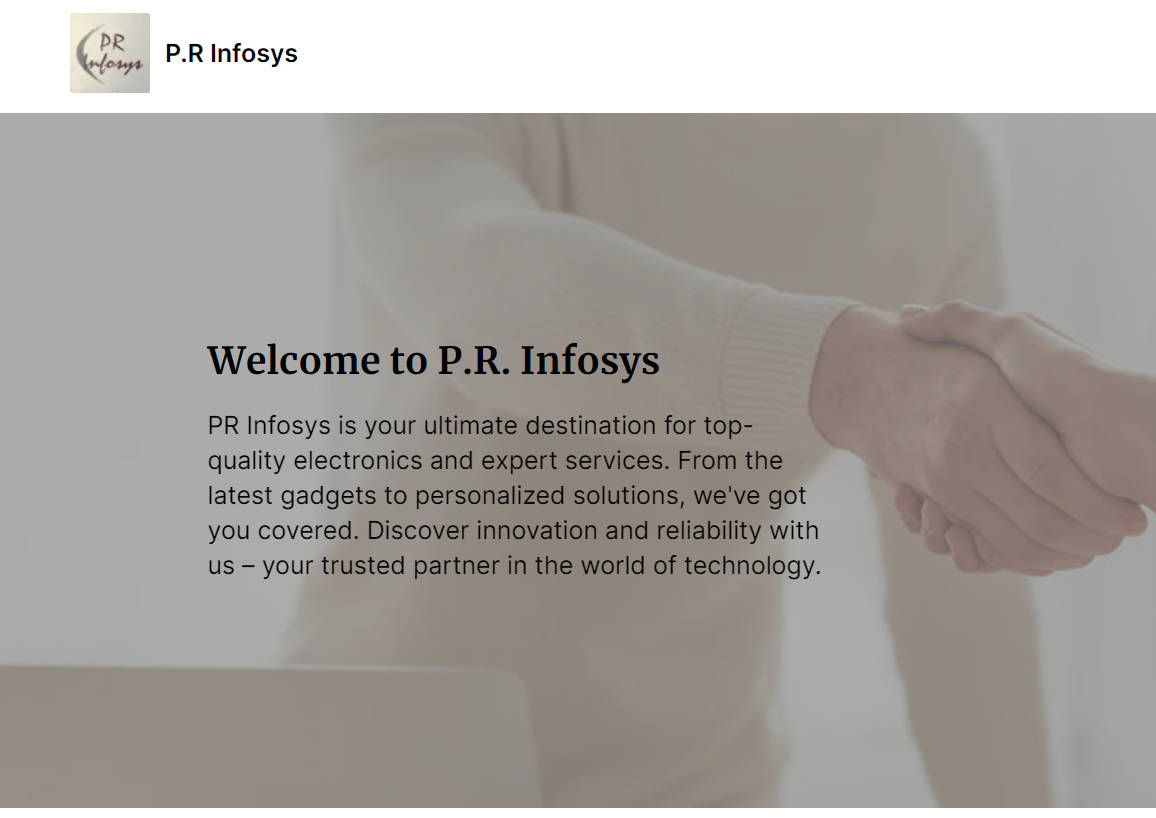 PR
Infosys
P.R Infosys
Welcome to P.R. Infosys
PR Infosys is your ultimate destination for top-
quality electronics and expert services. From the
latest gadgets to personalized solutions, we've got
you covered. Discover innovation and reliability with
us – your trusted partner in the world of technology.